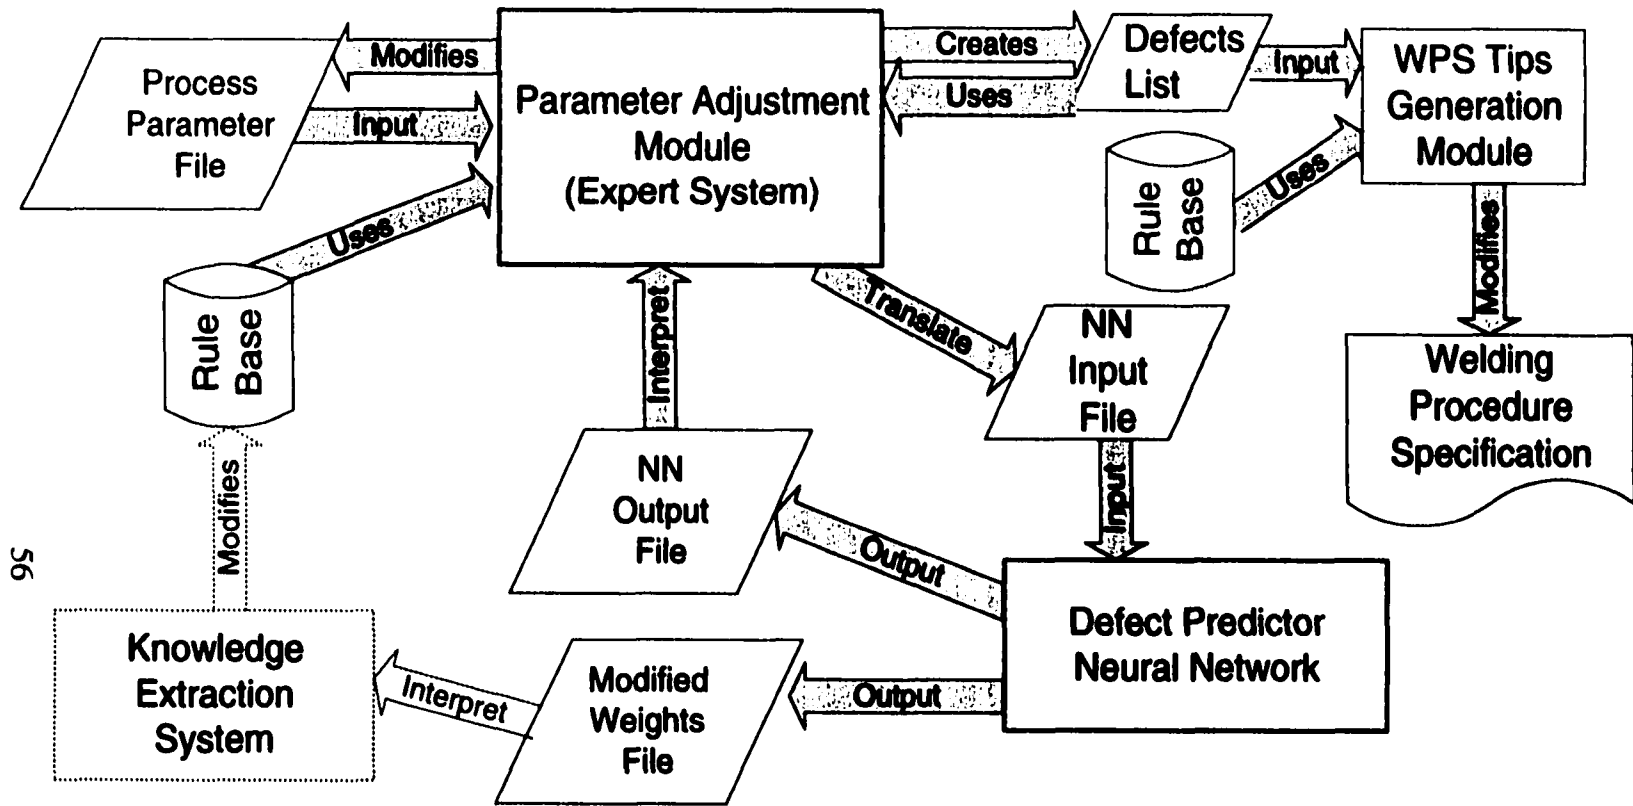 Process
Parameter
File
Modifies
Input
Parameter Adjustment
Module
(Expert System)
Creates
Uses
Defects
List
Input
WPS Tips
Generation
Module
Uses
Rule
Base
Uses
Rule
Base
Modifies
Welding
Procedure
Specification
Interpret
Translate
NN
Input
File
Input
NN
Output
File
Output
Defect Predictor
Neural Network
Output
Modified
Weights
File
Interpret
Knowledge
Extraction
System
Modifies
56